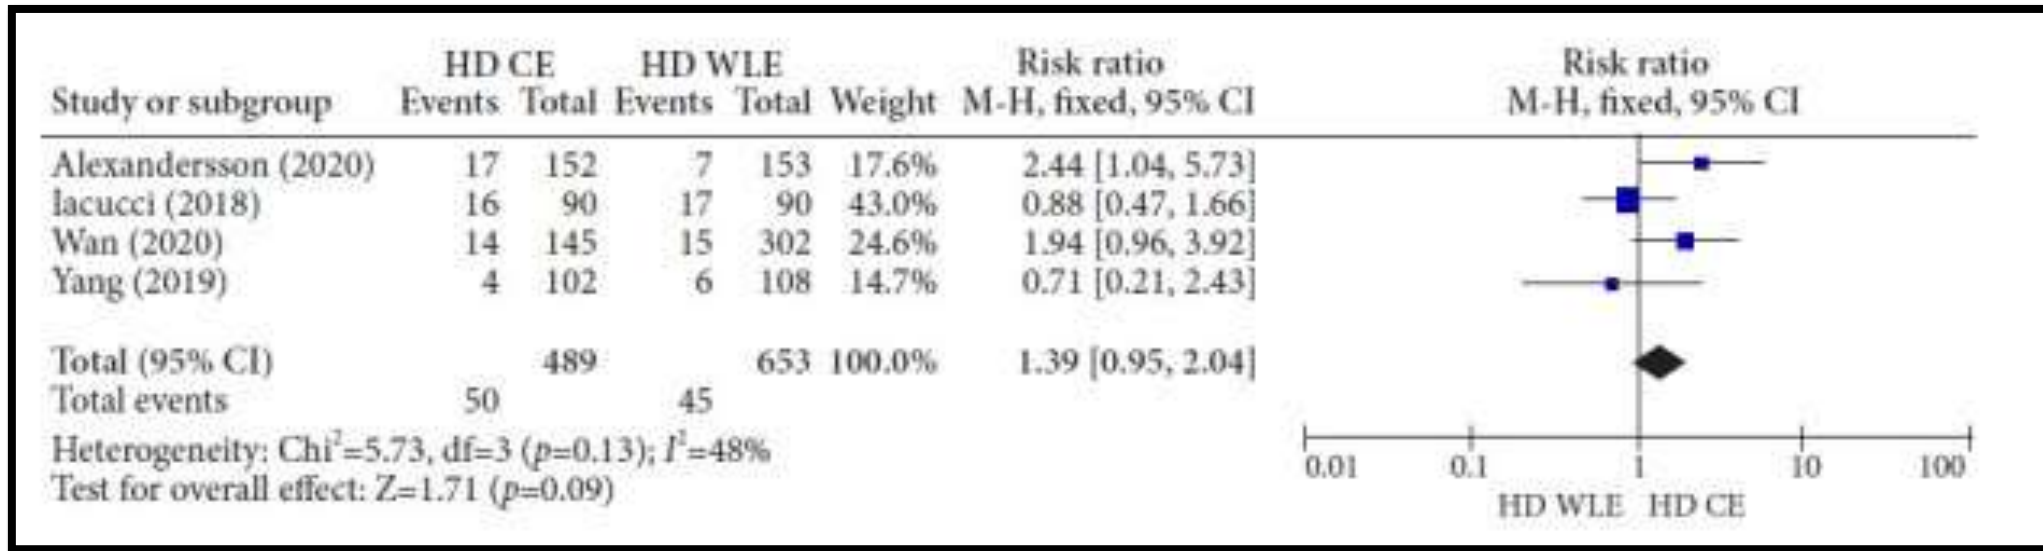 HD CE HD WLE Risk ratio Risk ratio
Study or subgroup Events Total Events Total Weight M-H, fixed, 95% CI M-H, fixed, 95% CI
Alexandersson (2020) 17 152 7 153 17.6% 2.44 [1.04, 5.73]
Iacucci (2018) 16 90 17 90 43.0% 0.88 [0.47, 1.66]
Wan (2020) 14 145 15 302 24.6% 1.94 [0.96, 3.92]
Yang (2019) 4 102 6 108 14.7% 0.71 [0.21, 2.43]
Total (95% CI) 489 653 100.0% 1.39 [0.95, 2.04]
Total events 50 45
Heterogeneity: Chi²=5.73, df=3 (p=0.13); I²=48%
Test for overall effect: Z=1.71 (p=0.09)
0.01 0.1 1 10 100
HD WLE HD CE